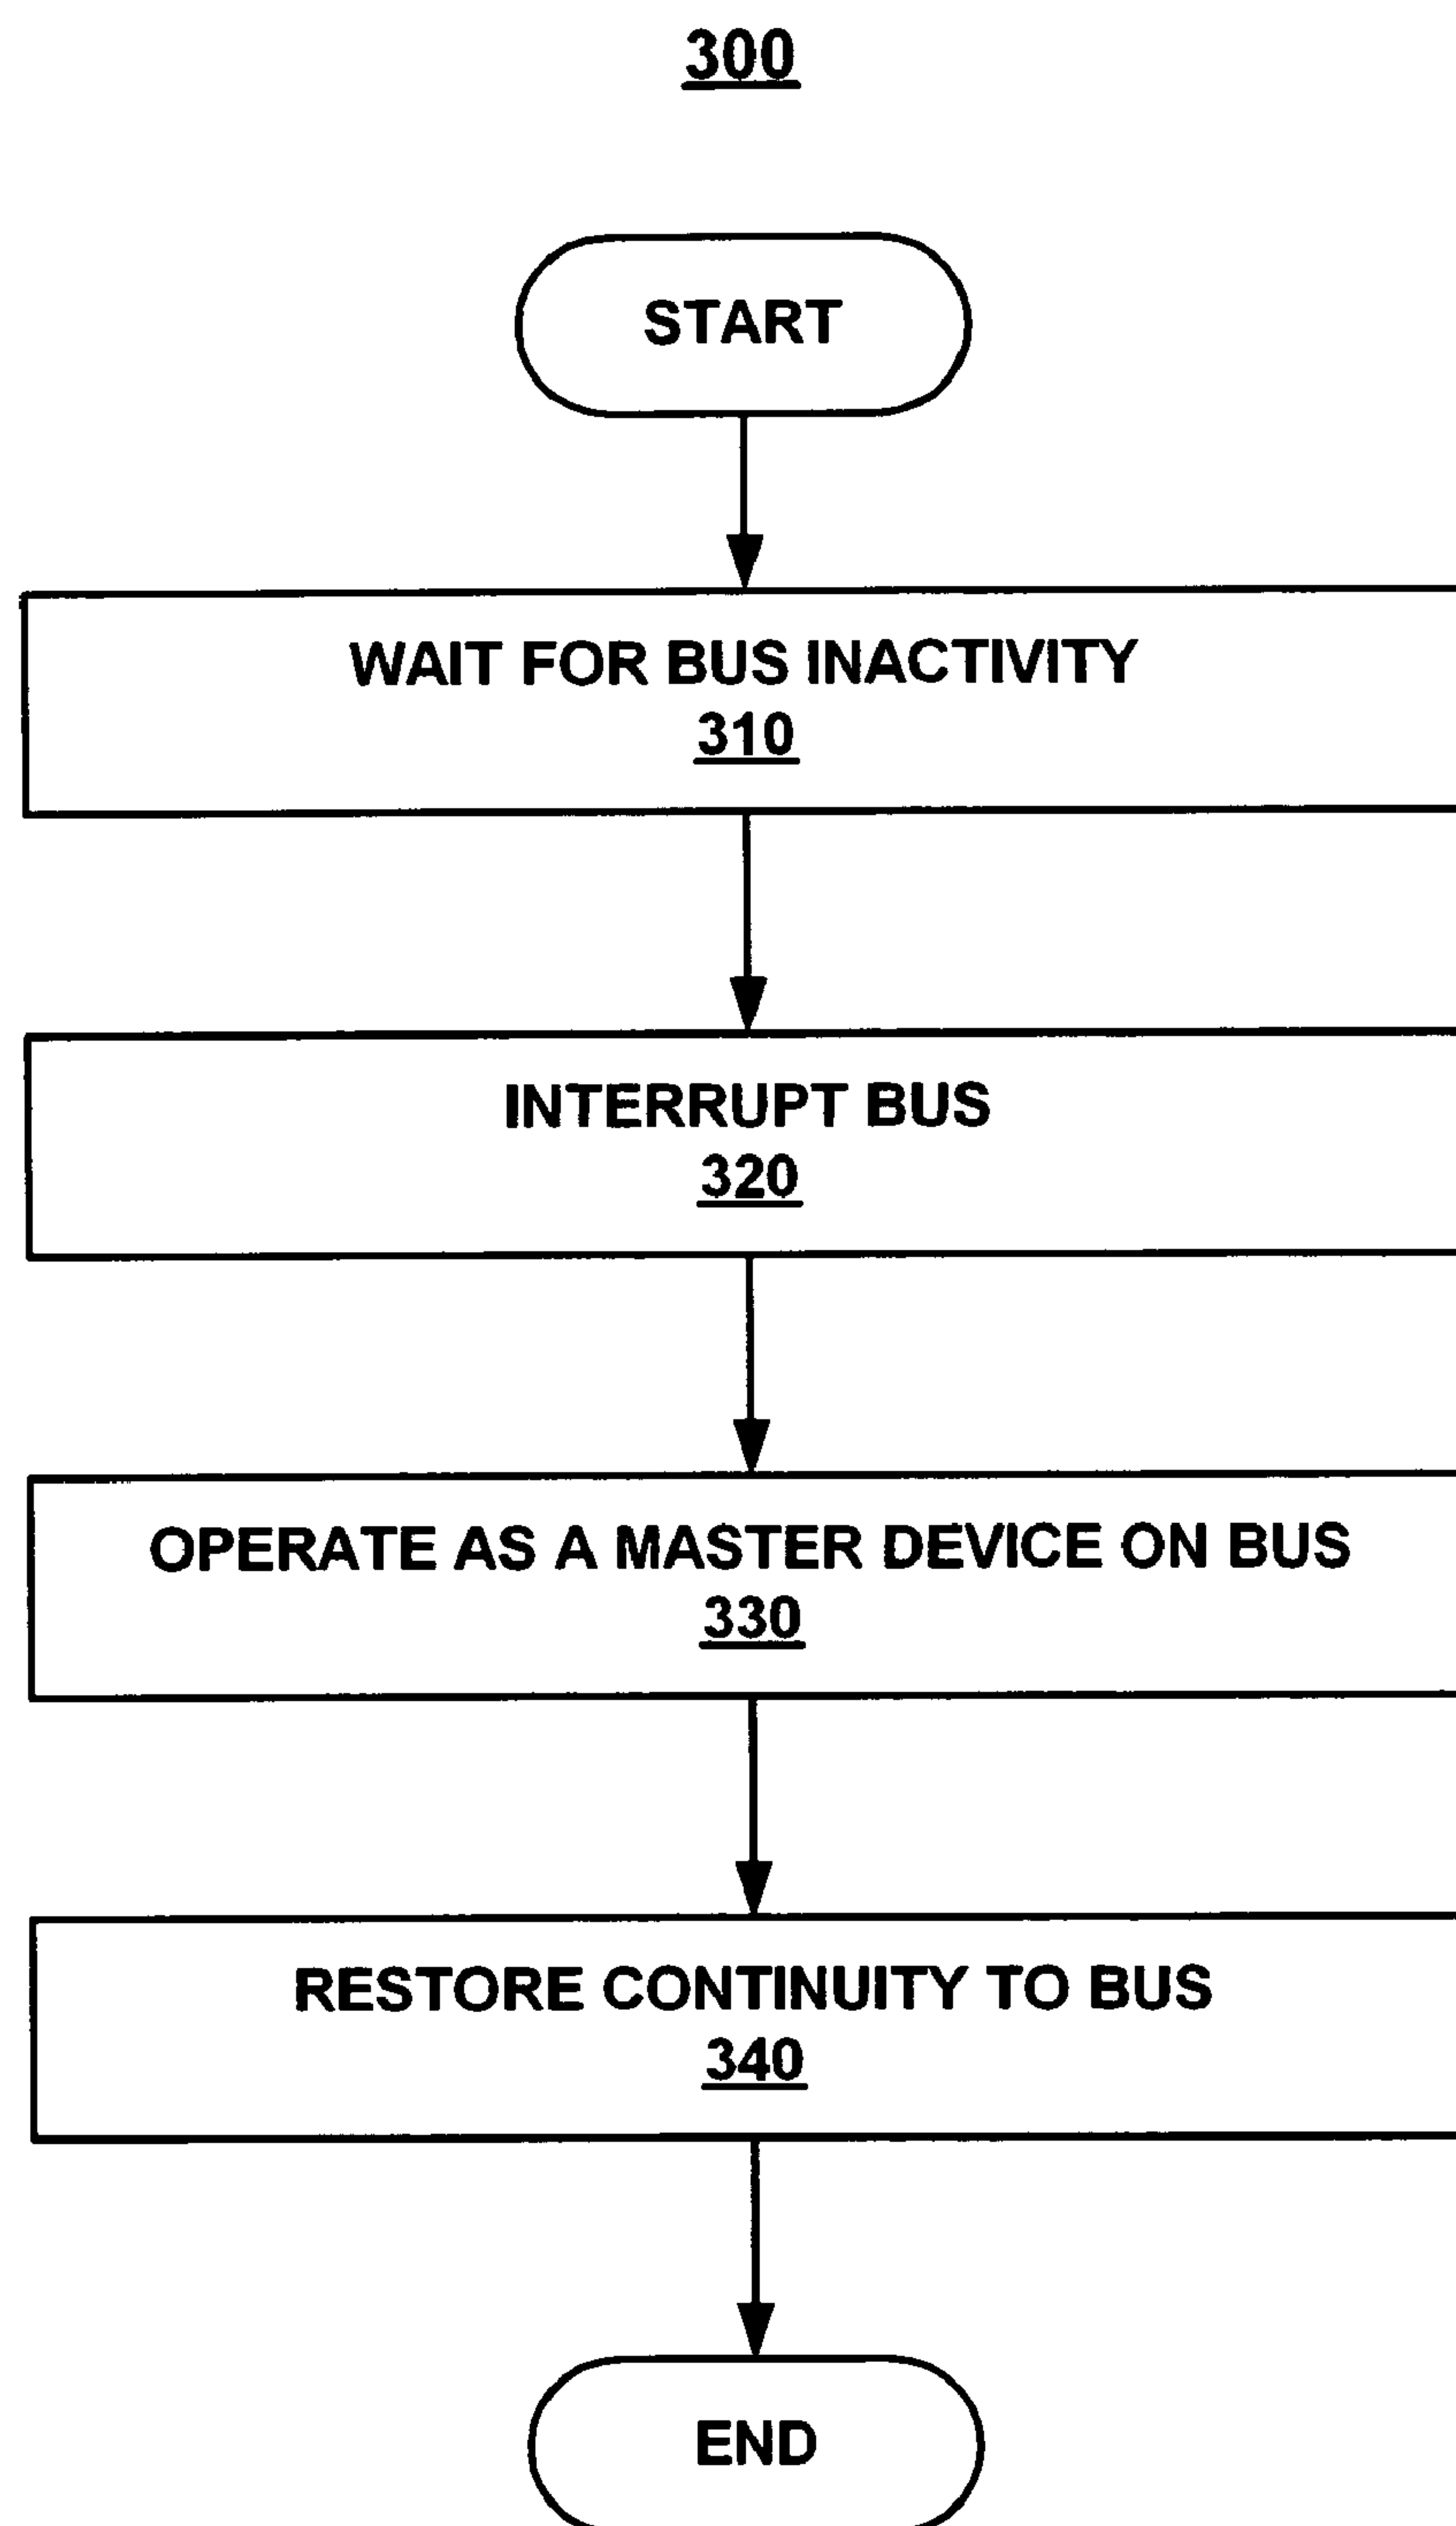 300
START
WAIT FOR BUS INACTIVITY
310
INTERRUPT BUS
320
OPERATE AS A MASTER DEVICE ON BUS
330
RESTORE CONTINUITY TO BUS
340
END